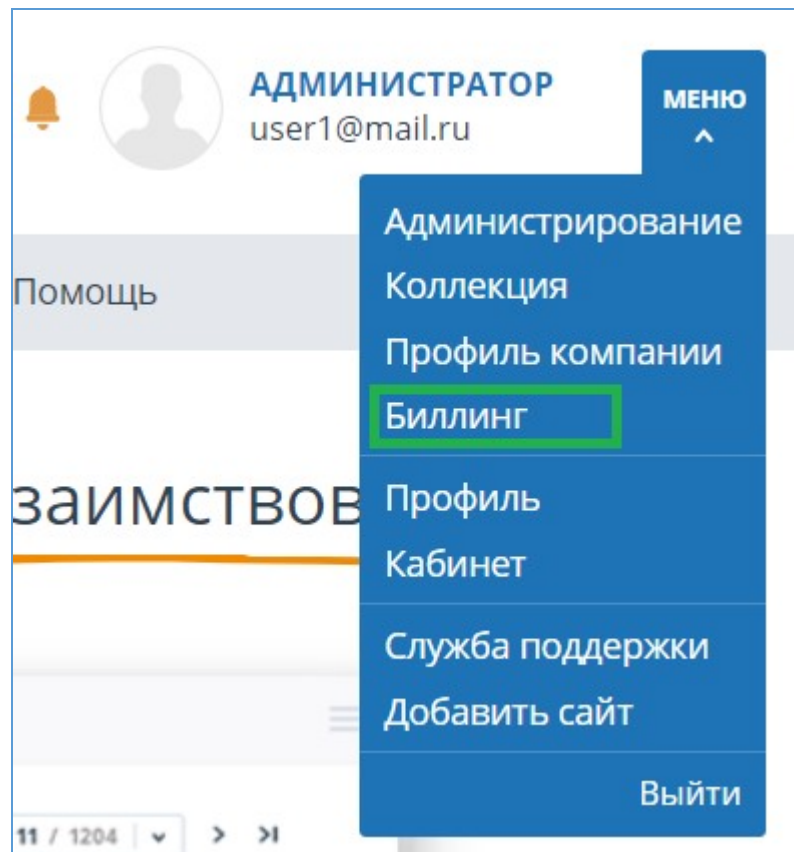 АДМИНИСТРАТОР
user1@mail.ru
МЕНЮ
Администрирование
Помощь
Коллекция
Профиль компании
Биллинг
заимствов
Профиль
Кабинет
Служба поддержки
Добавить сайт
Выйти
11 / 1204